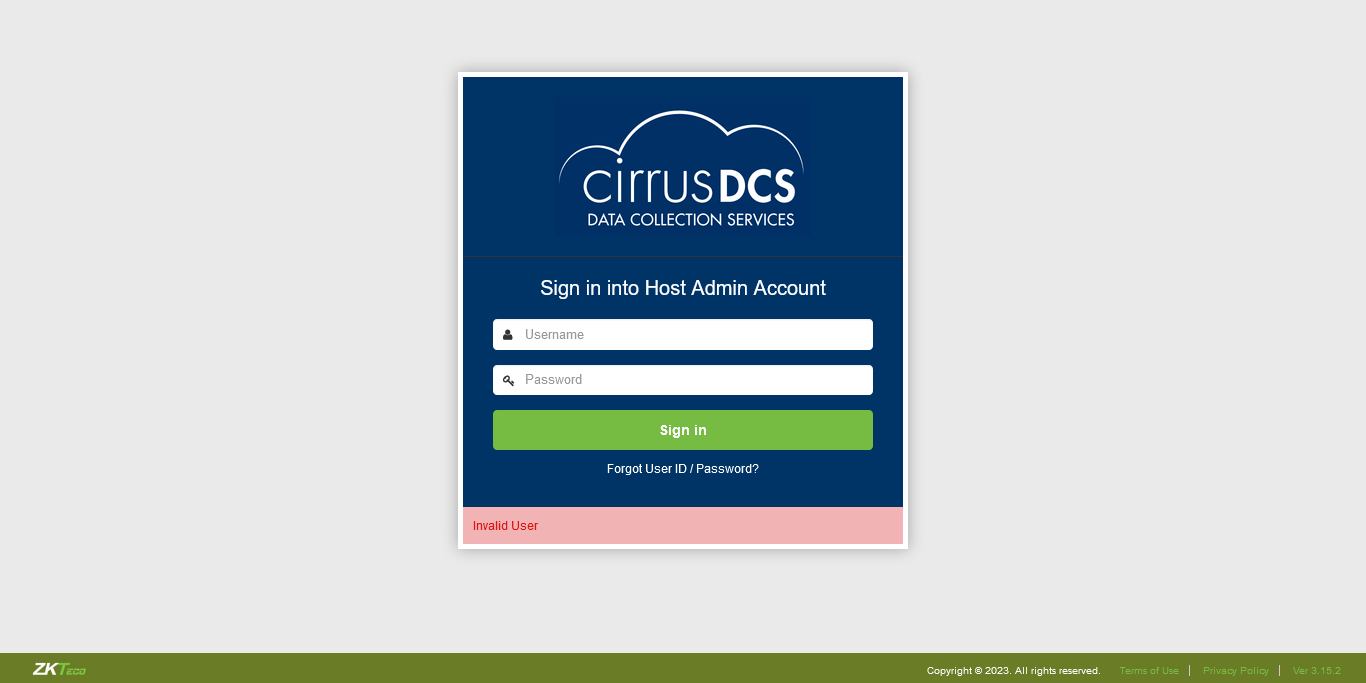 cirrusDCS
DATA COLLECTION SERVICES
Sign in into Host Admin Account
Username
Password
Sign in
Forgot User ID / Password?
Invalid User
ZKTeco
Copyright © 2023. All rights reserved. Terms of Use | Privacy Policy | Ver 3.15.2